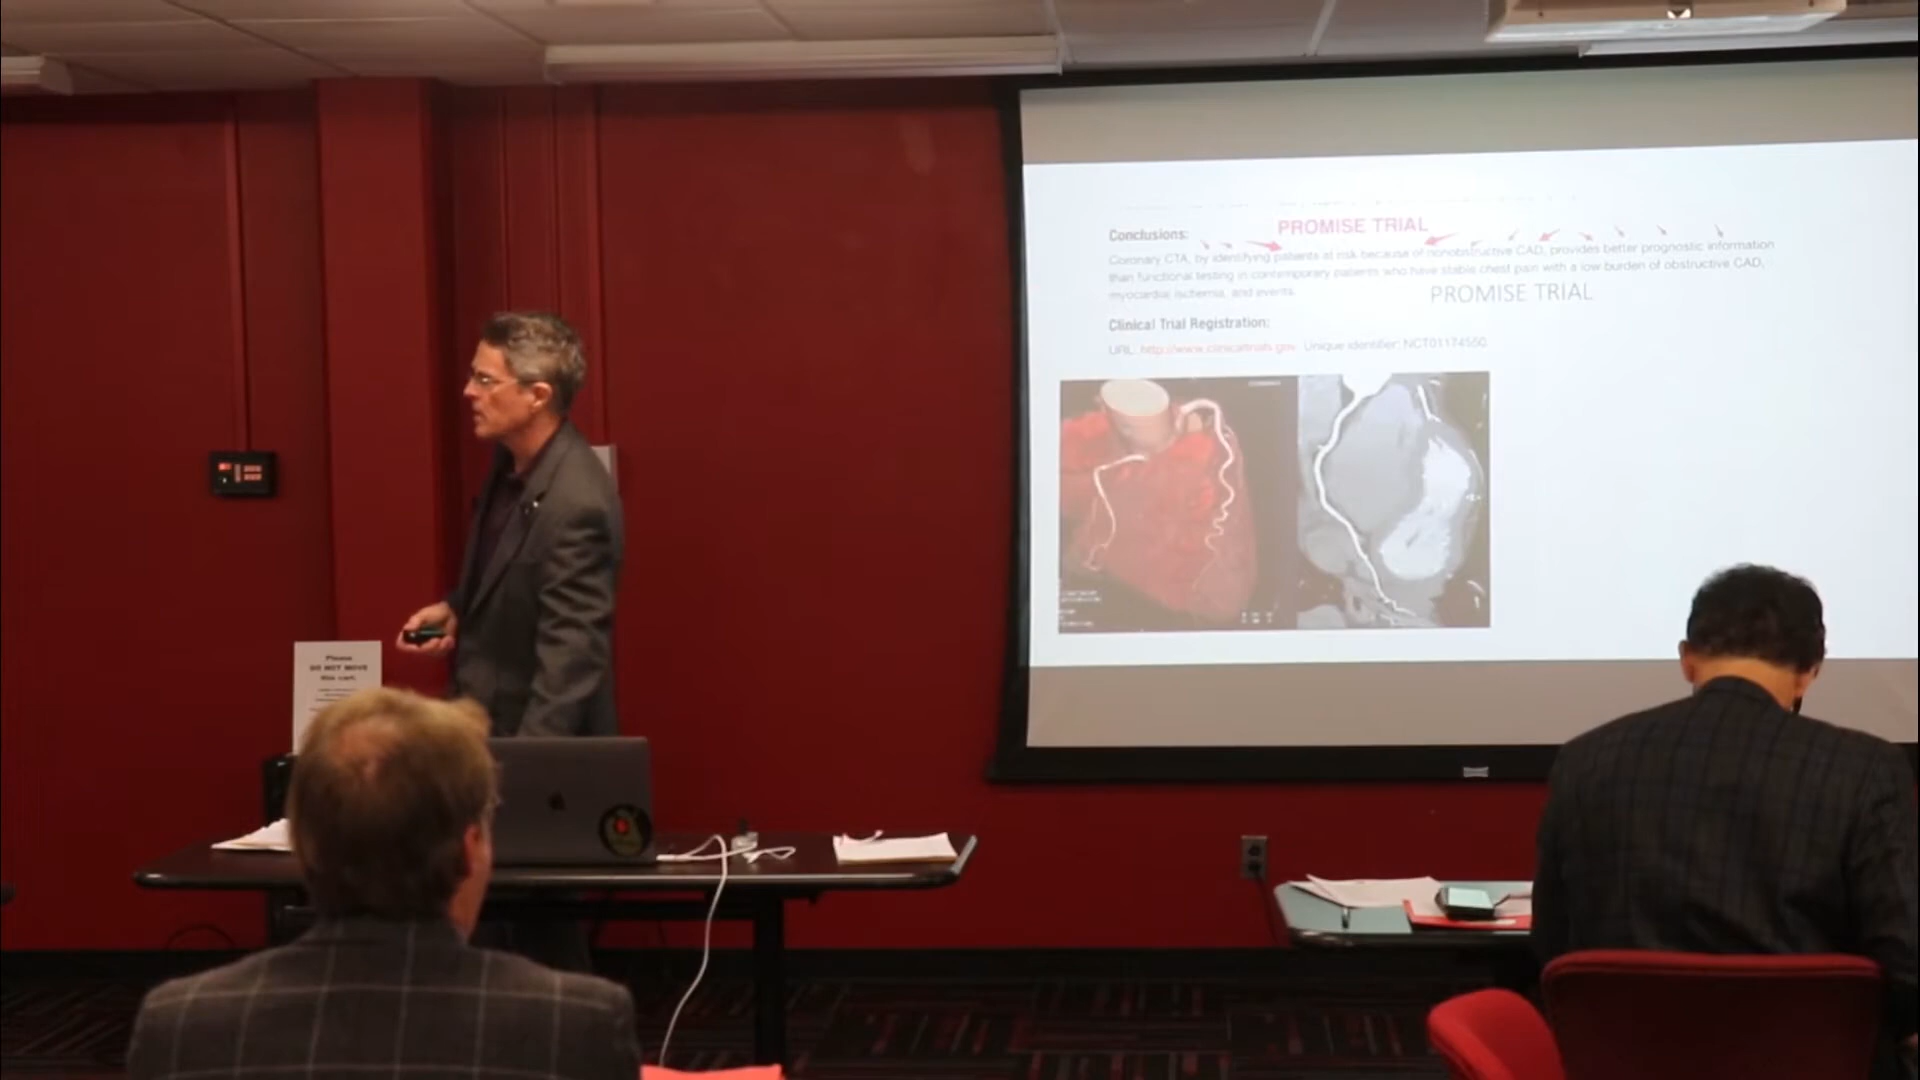 PROMISE TRIAL
Conclusions:
Coronary CTA, by identifying patients at risk because of nonobstructive CAD, provides better prognostic information
than functional testing in contemporary patients who have stable chest pain with a low burden of obstructive CAD,
myocardial ischemia, and events.
PROMISE TRIAL
Clinical Trial Registration:
URL: http://www.clinicaltrials.gov. Unique identifier: NCT01174550
Please
DO NOT MOVE
this cart.